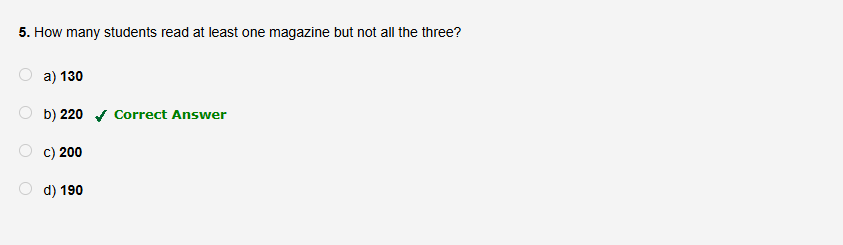 5. How many students read at least one magazine but not all the three?
a) 130
b) 220 ✓ Correct Answer
c) 200
d) 190